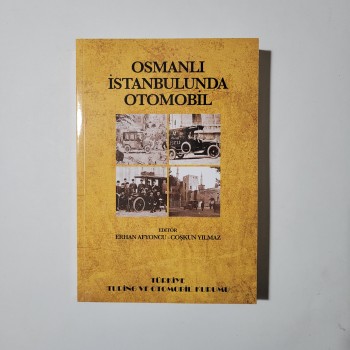 OSMANLI
İSTANBULUNDA
OTOMOBİL
EDİTÖR
ERHAN AFYONCU - COŞKUN YILMAZ
TÜRKİYE
TURİNG VE OTOMOBİL KURUMU